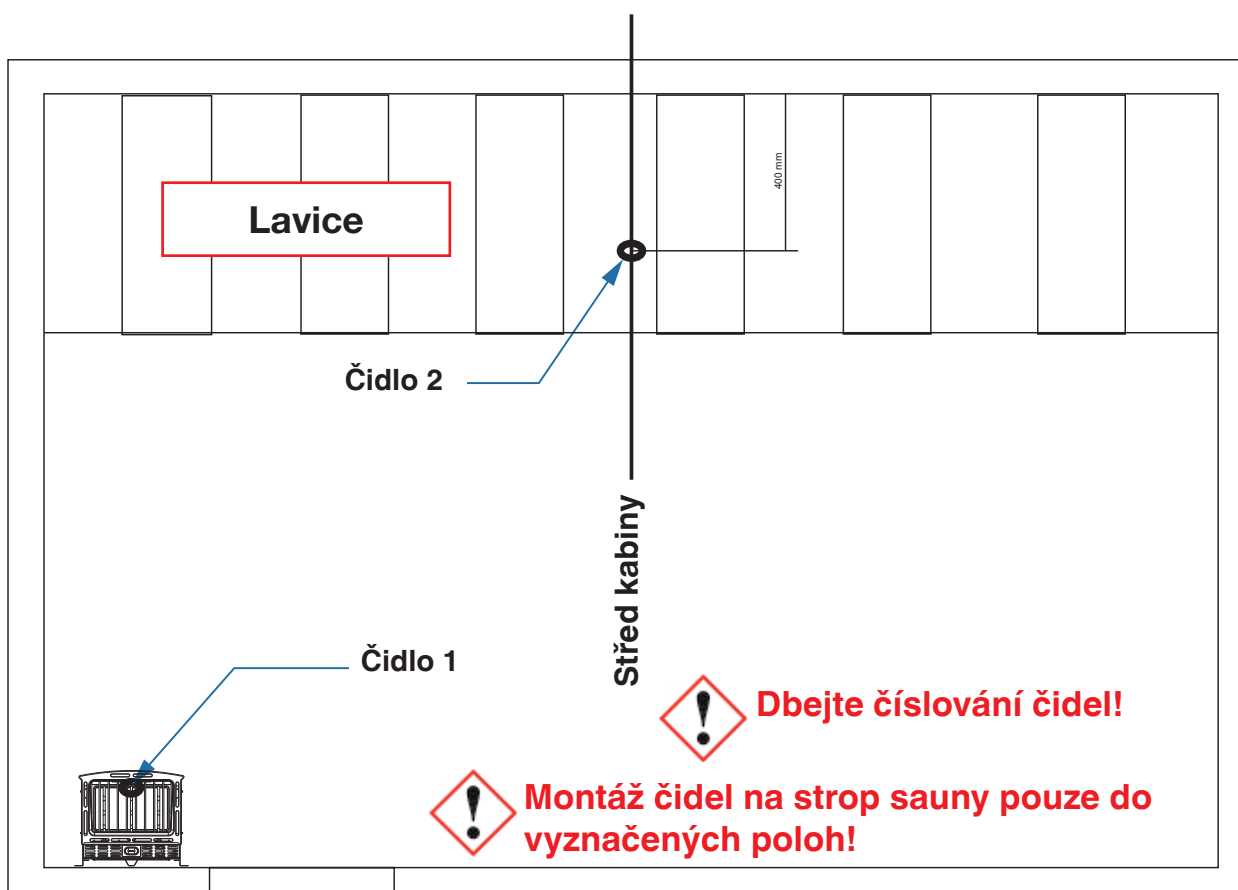 400 mm
Lavice
Čidlo 2
Střed kabiny
Čidlo 1
Dbejte číslování čidel!
Montáž čidel na strop sauny pouze do
vyznačených poloh!